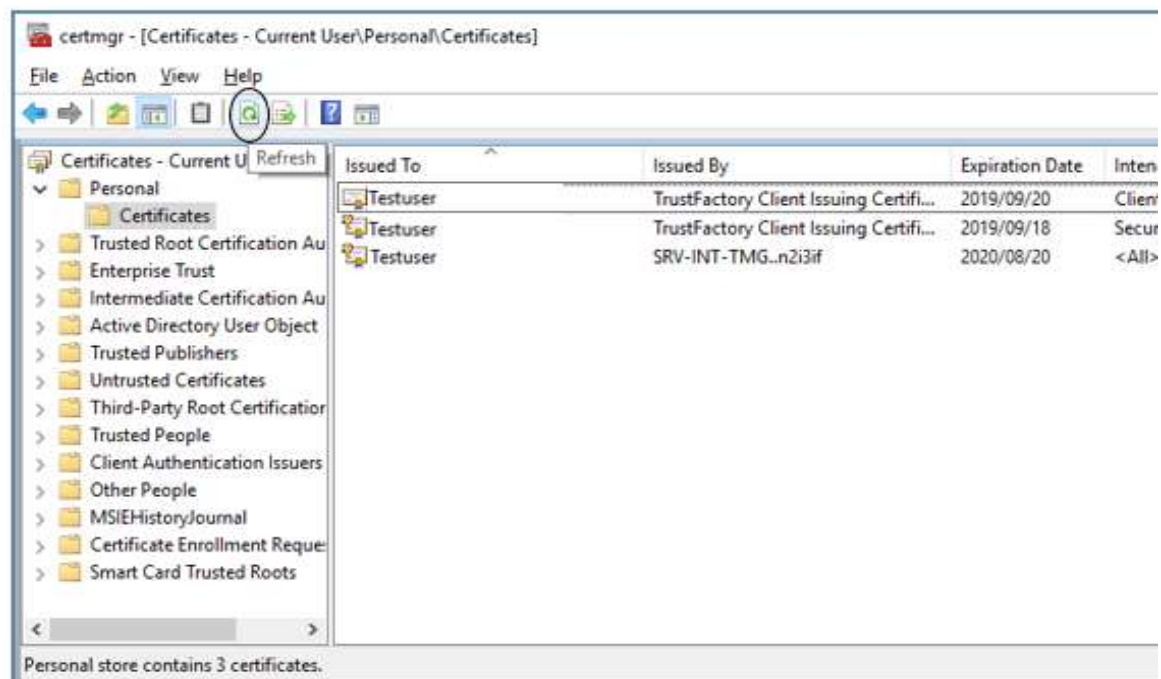 certmgr - [Certificates - Current User\Personal\Certificates]
File Action View Help
Certificates - Current U
Refresh
Personal
Certificates
Trusted Root Certification Au
Enterprise Trust
Intermediate Certification Au
Active Directory User Object
Trusted Publishers
Untrusted Certificates
Third-Party Root Certification
Trusted People
Client Authentication Issuers
Other People
MSIEHistoryJournal
Certificate Enrollment Reque
Smart Card Trusted Roots
Issued To Issued By Expiration Date Inten
Testuser TrustFactory Client Issuing Certifi... 2019/09/20 Client
Testuser TrustFactory Client Issuing Certifi... 2019/09/18 Secur
Testuser SRV-INT-TMG..n2i3if 2020/08/20 <All>
Personal store contains 3 certificates.